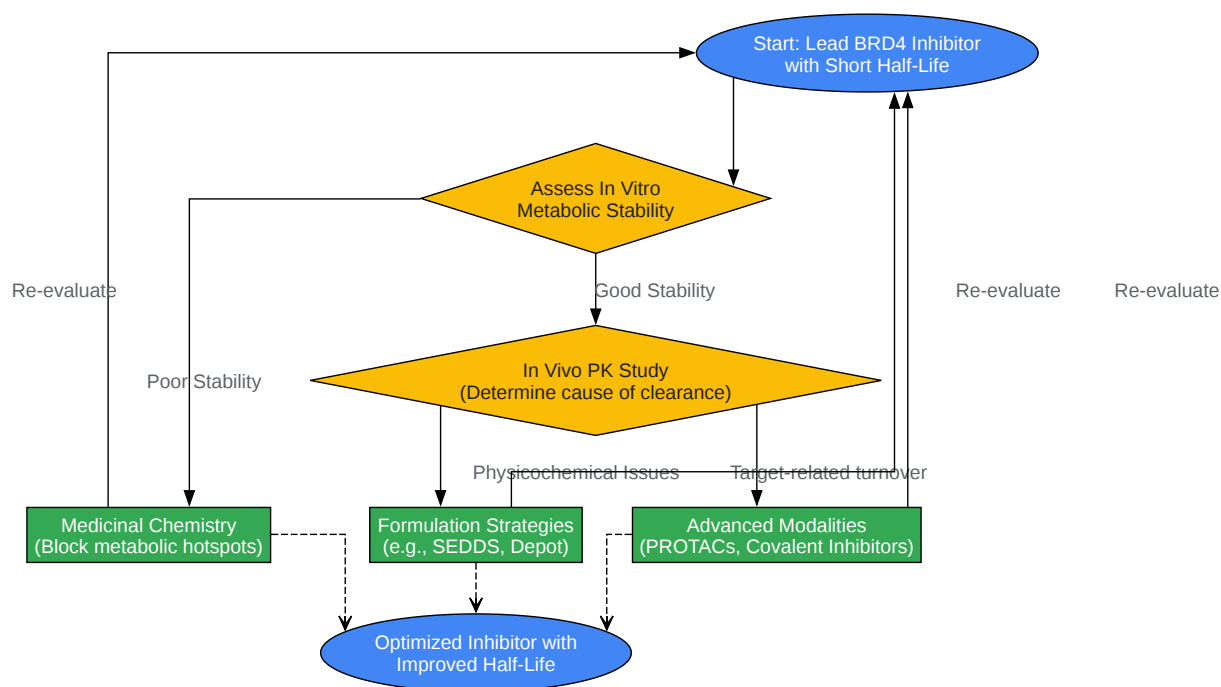 Start: Lead BRD4 Inhibitor
with Short Half-Life
Assess In Vitro
Metabolic Stability
Re-evaluate
Good Stability
Re-evaluate
Re-evaluate
Poor Stability
In Vivo PK Study
(Determine cause of clearance)
Physicochemical Issues
Target-related turnover
Medicinal Chemistry
(Block metabolic hotspots)
Formulation Strategies
(e.g., SEDDS, Depot)
Advanced Modalities
(PROTACs, Covalent Inhibitors)
Optimized Inhibitor with
Improved Half-Life